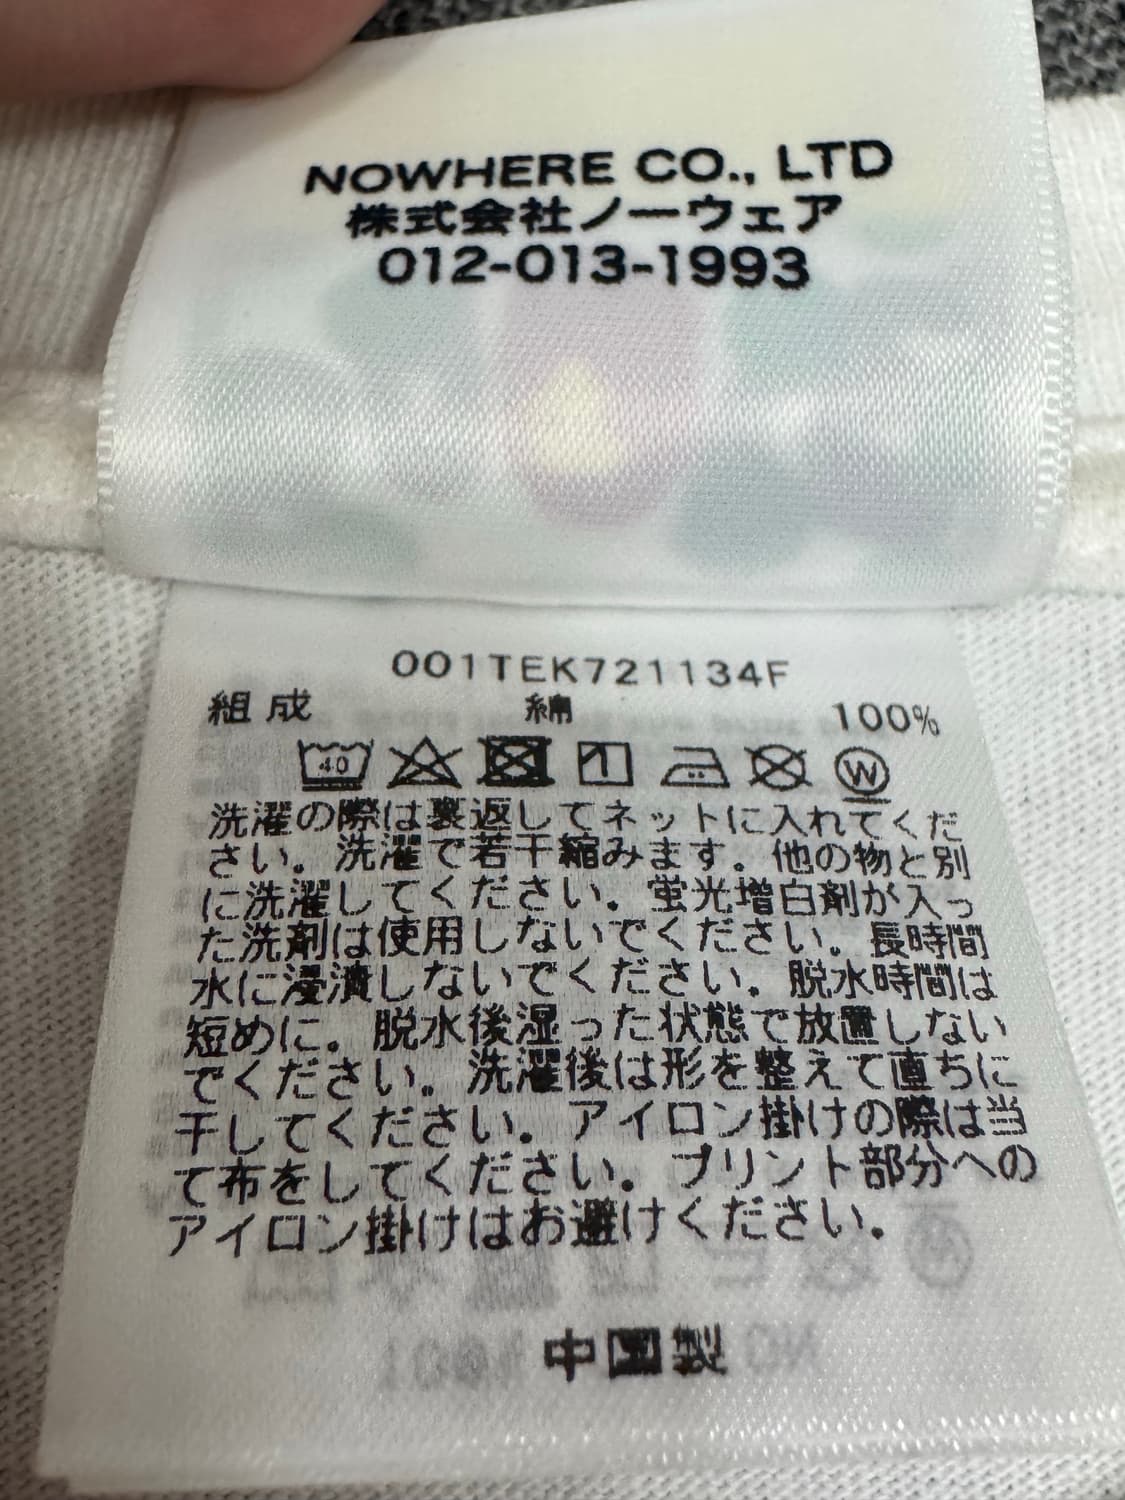 NOWHERE CO., LTD
株式会社ノーウェア
012-013-1993
001TEK721134F
組成 綿 100%
40 W
洗濯の際は裏返してネットに入れてくだ
さい。洗濯で若干縮みます。他の物と別
に洗濯してください。蛍光増白剤が入っ
た洗剤は使用しないでください。長時間
水に浸漬しないでください。脱水時間は
短めに。脱水後湿った状態で放置しない
でください。洗濯後は形を整えて直ちに
干してください。アイロン掛けの際は当
て布をしてください。プリント部分への
アイロン掛けはお避けください。
中国製